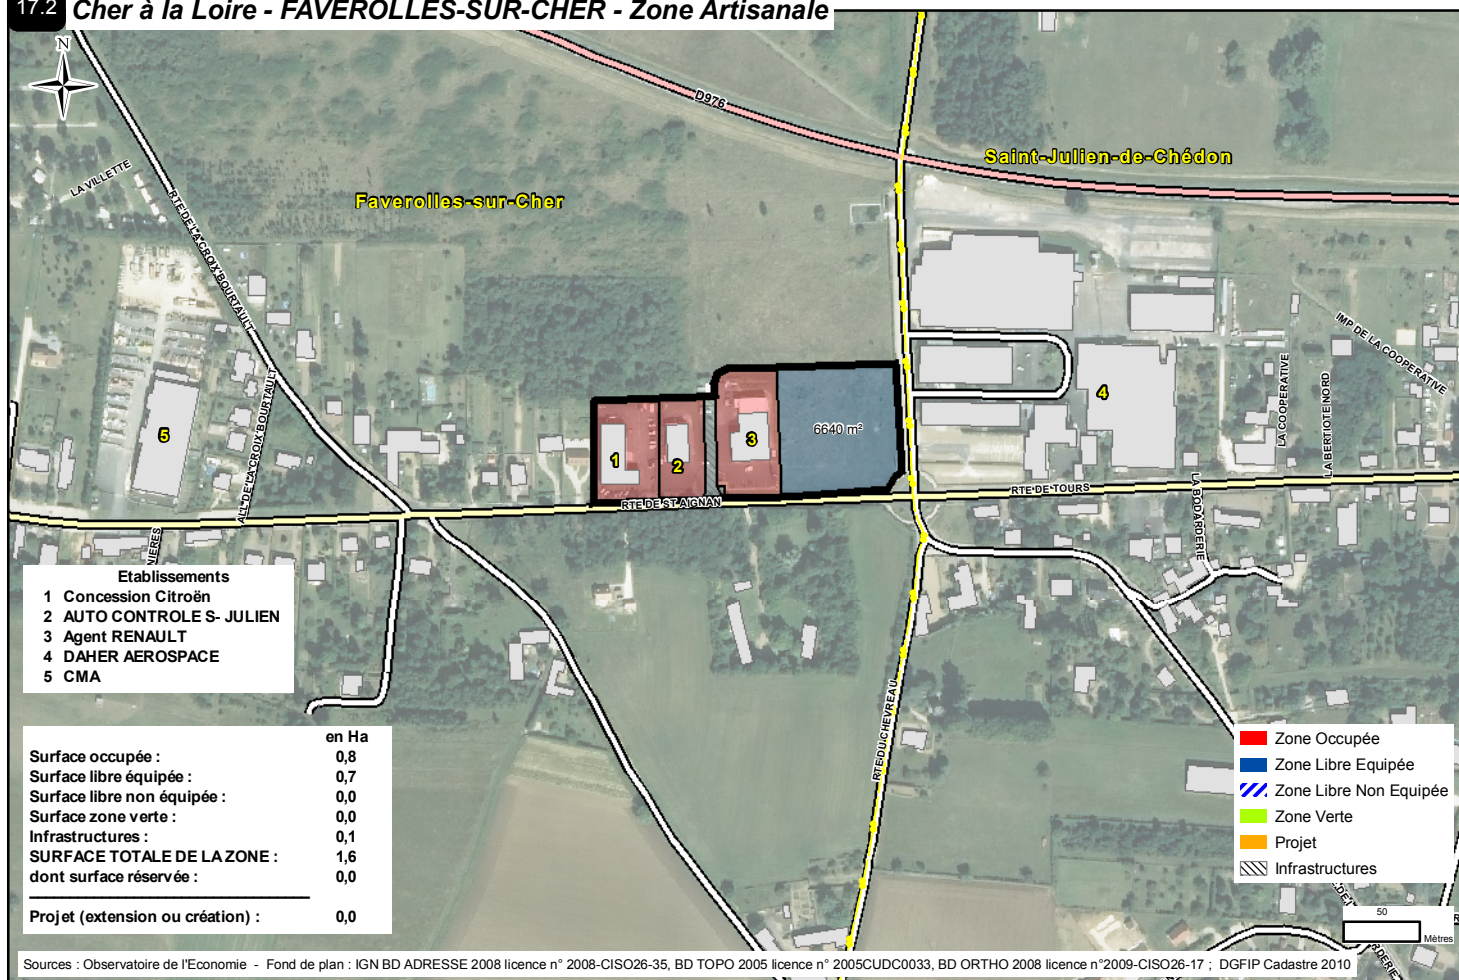 17.2 Cher à la Loire - FAVEROLLES-SUR-CHER - Zone Artisanale
N
D976
Saint-Julien-de-Chédon
Faverolles-sur-Cher
LA VILLETTE
RTE DE LA CROIX BOURTAULT
ALL DE LA CROIX BOURTAULT
IMP DE LA COOPERATIVE
LA COOPERATIVE
LA BERTIOTE NORD
6640 m²
1
2
3
4
5
RTE DE ST AIGNAN
RTE DE TOURS
LA BODARDERIE
NIERES
RTE DU CHEVREAU
Etablissements
1 Concession Citroën
2 AUTO CONTROLE S- JULIEN
3 Agent RENAULT
4 DAHER AEROSPACE
5 CMA
en Ha
Surface occupée : 0,8
Surface libre équipée : 0,7
Surface libre non équipée : 0,0
Surface zone verte : 0,0
Infrastructures : 0,1
SURFACE TOTALE DE LA ZONE : 1,6
dont surface réservée : 0,0
Projet (extension ou création) : 0,0
Zone Occupée
Zone Libre Equipée
Zone Libre Non Equipée
Zone Verte
Projet
Infrastructures
50
Mètres
Sources : Observatoire de l'Economie - Fond de plan : IGN BD ADRESSE 2008 licence n° 2008-CISO26-35, BD TOPO 2005 licence n° 2005CUDC0033, BD ORTHO 2008 licence n°2009-CISO26-17 ; DGFIP Cadastre 2010